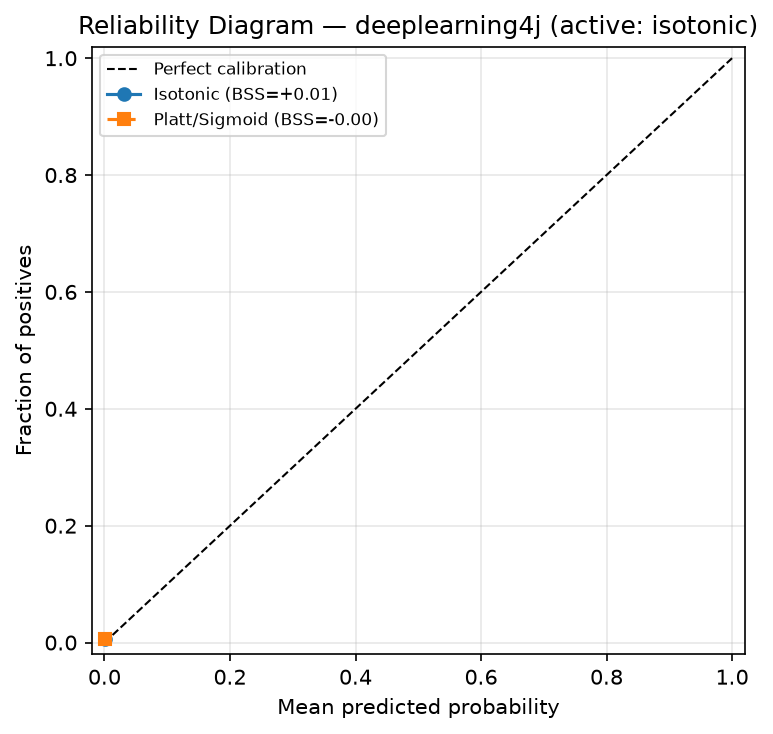 Reliability Diagram — deeplearning4j (active: isotonic)
Perfect calibration
Isotonic (BSS=+0.01)
Platt/Sigmoid (BSS=-0.00)
1.0
0.8
0.6
0.4
0.2
0.0
Fraction of positives
0.0 0.2 0.4 0.6 0.8 1.0
Mean predicted probability